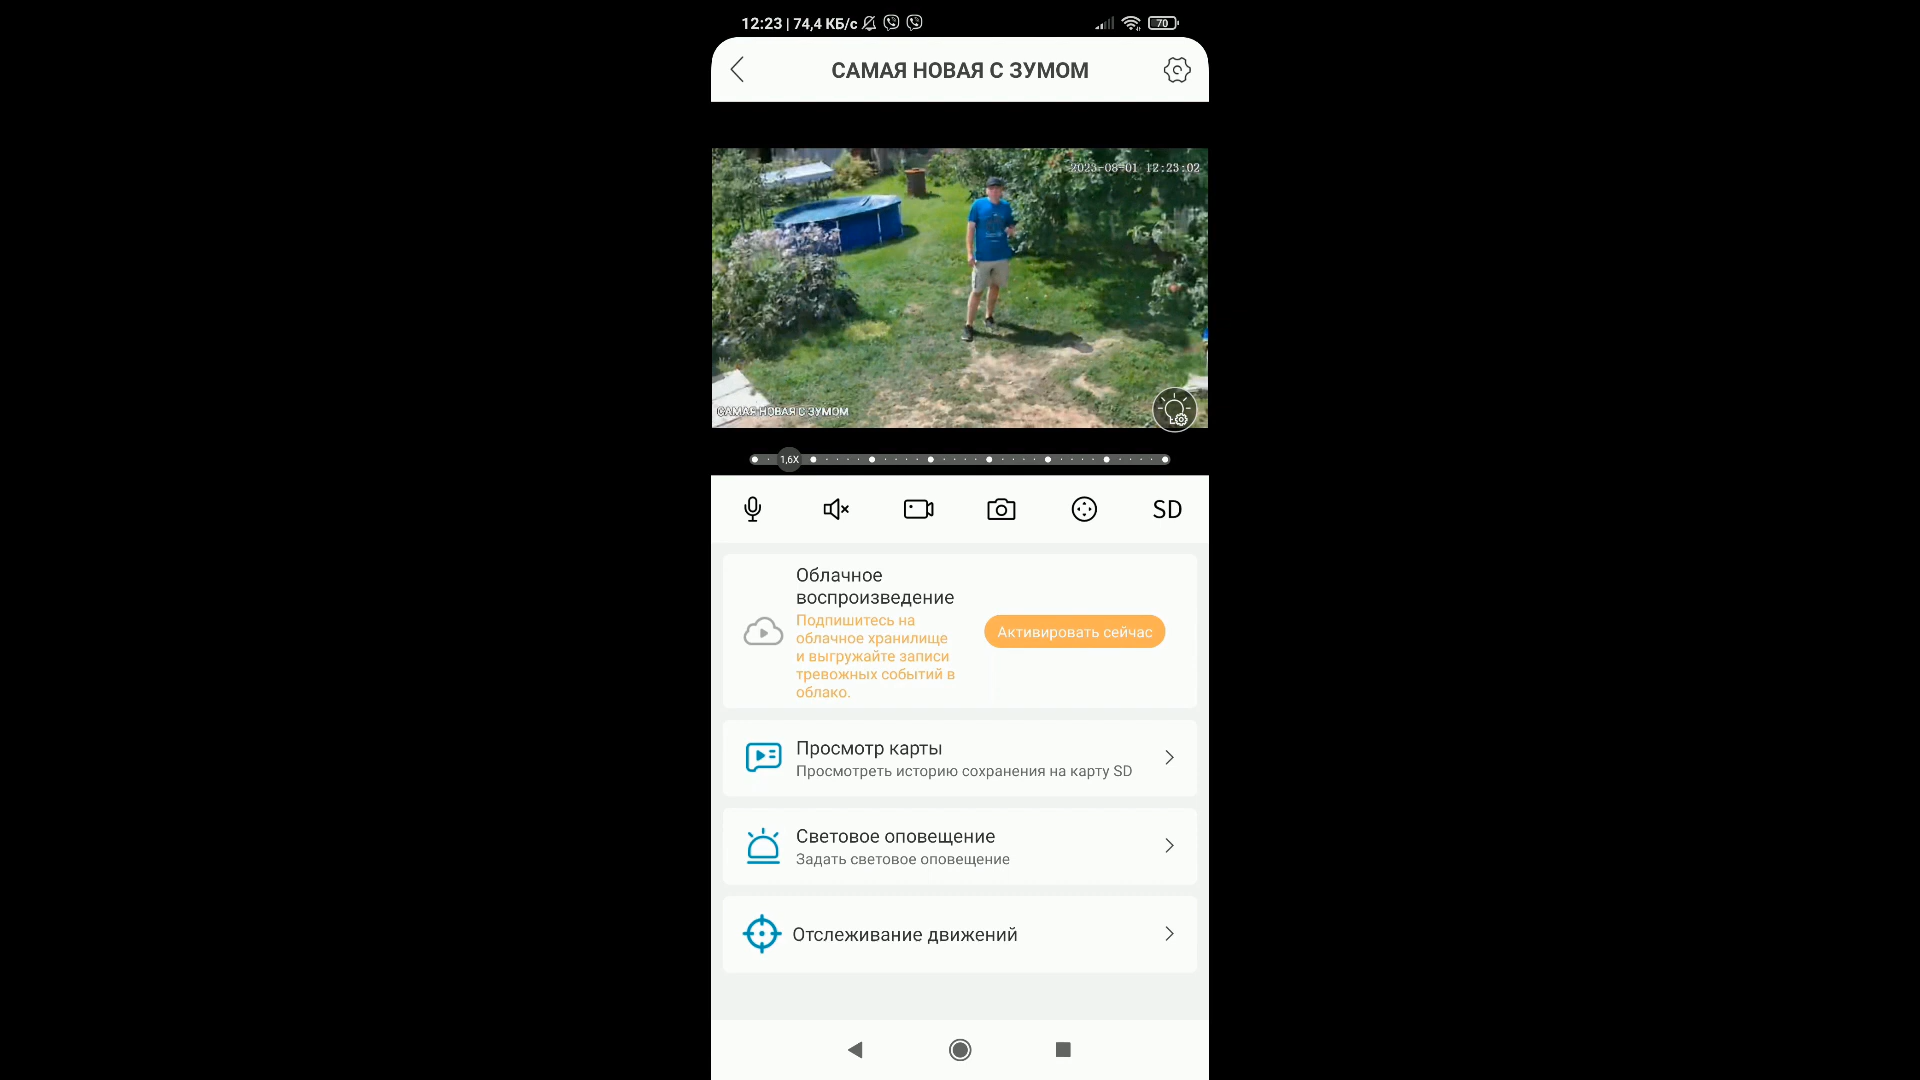 12:23 | 74,4 КБ/с
70
САМАЯ НОВАЯ С ЗУМОМ
2023-08-01 12:23:02
САМАЯ НОВАЯ С ЗУМОМ
1,6X
SD
Облачное
воспроизведение
Подпишитесь на
облачное хранилище
и выгружайте записи
тревожных событий в
облако.
Активировать сейчас
Просмотр карты
Просмотреть историю сохранения на карту SD
Световое оповещение
Задать световое оповещение
Отслеживание движений